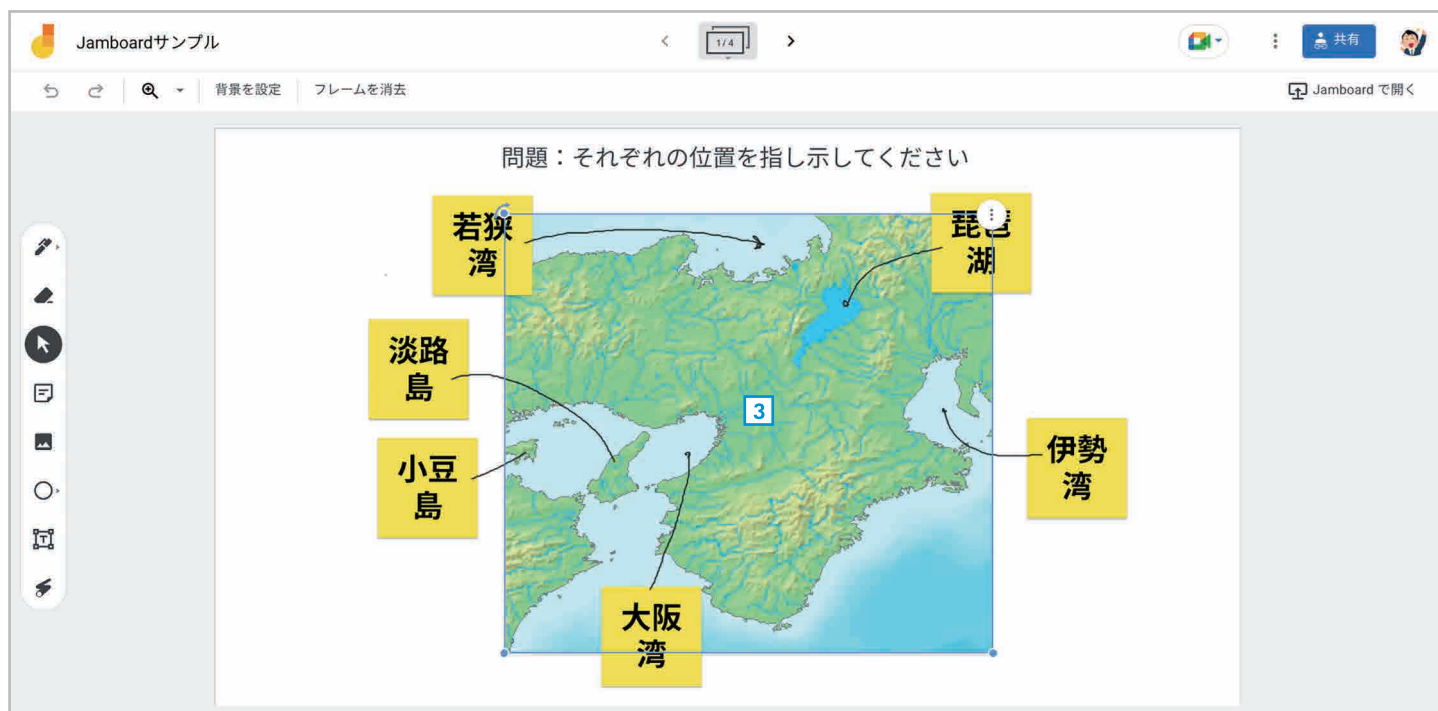 Jamboardサンプル
1/4
共有
背景を設定
フレームを消去
Jamboard で開く
問題：それぞれの位置を指し示してください
若狭
湾
琵琶
湖
淡路
島
3
小豆
島
伊勢
湾
大阪
湾